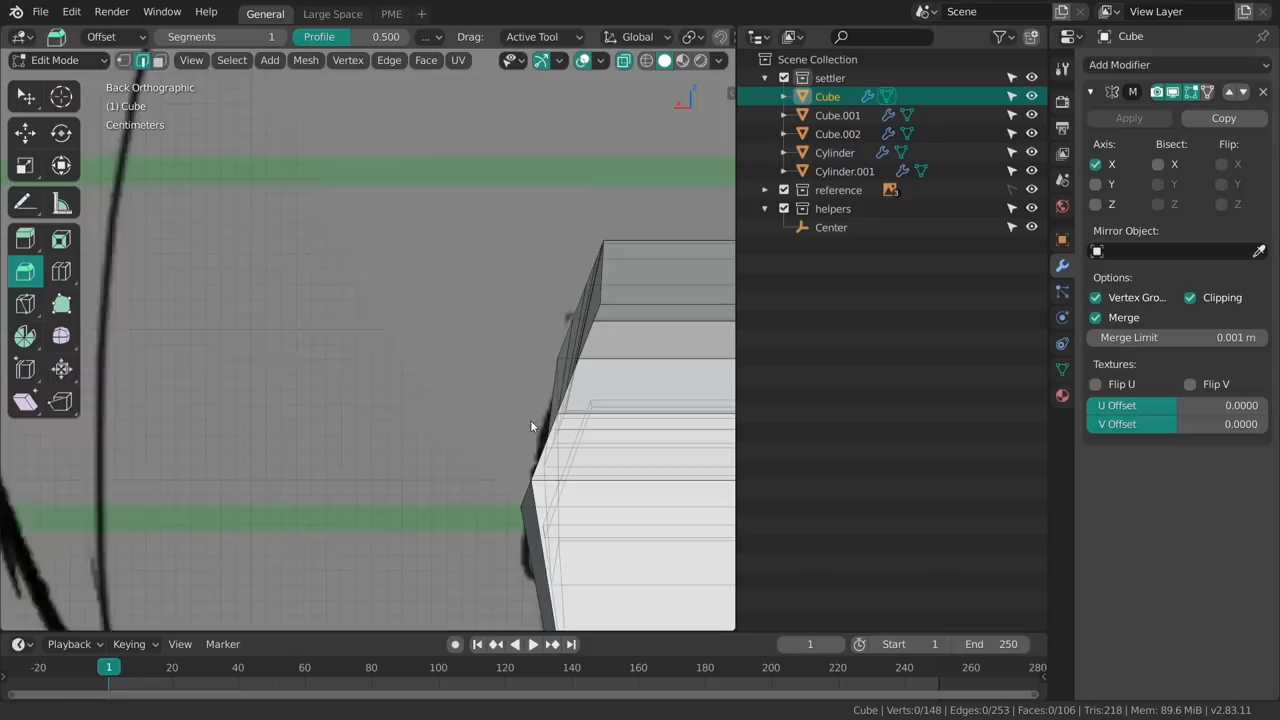 File Edit Render Window Help General Large Space PME + Scene View Layer
Offset Segments 1 Profile 0.500 ... Drag: Active Tool Global Cube
Edit Mode View Select Add Mesh Vertex Edge Face UV Scene Collection Add Modifier
settler
M
Back Orthographic
(1) Cube
Centimeters
Z
X
Cube
Cube.001
Cube.002
Cylinder
Cylinder.001
reference
3
helpers
Center
Apply Copy
Axis: Bisect: Flip:
X X X
Y Y Y
Z Z Z
Mirror Object:
Options:
Vertex Gro... Clipping
Merge
Merge Limit 0.001 m
Textures:
Flip U Flip V
U Offset 0.0000
V Offset 0.0000
Playback Keying View Marker 1 Start 1 End 250
-20 1 20 40 60 80 100 120 140 160 180 200 220 240 260 280
Cube | Verts:0/148 | Edges:0/253 | Faces:0/106 | Tris:218 | Mem: 89.6 MiB | v2.83.11